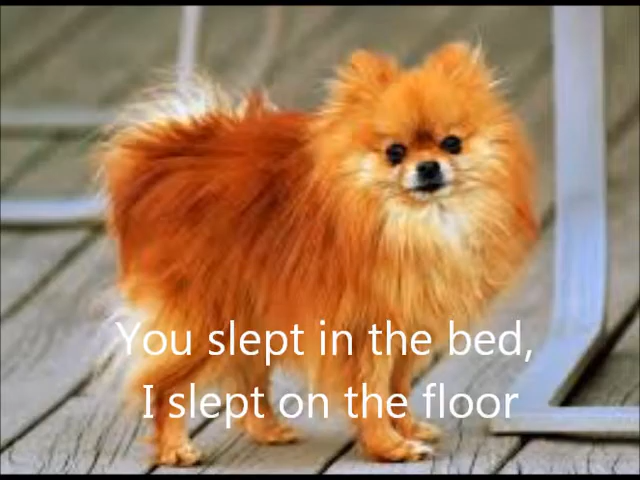 You slept in the bed,
I slept on the floor